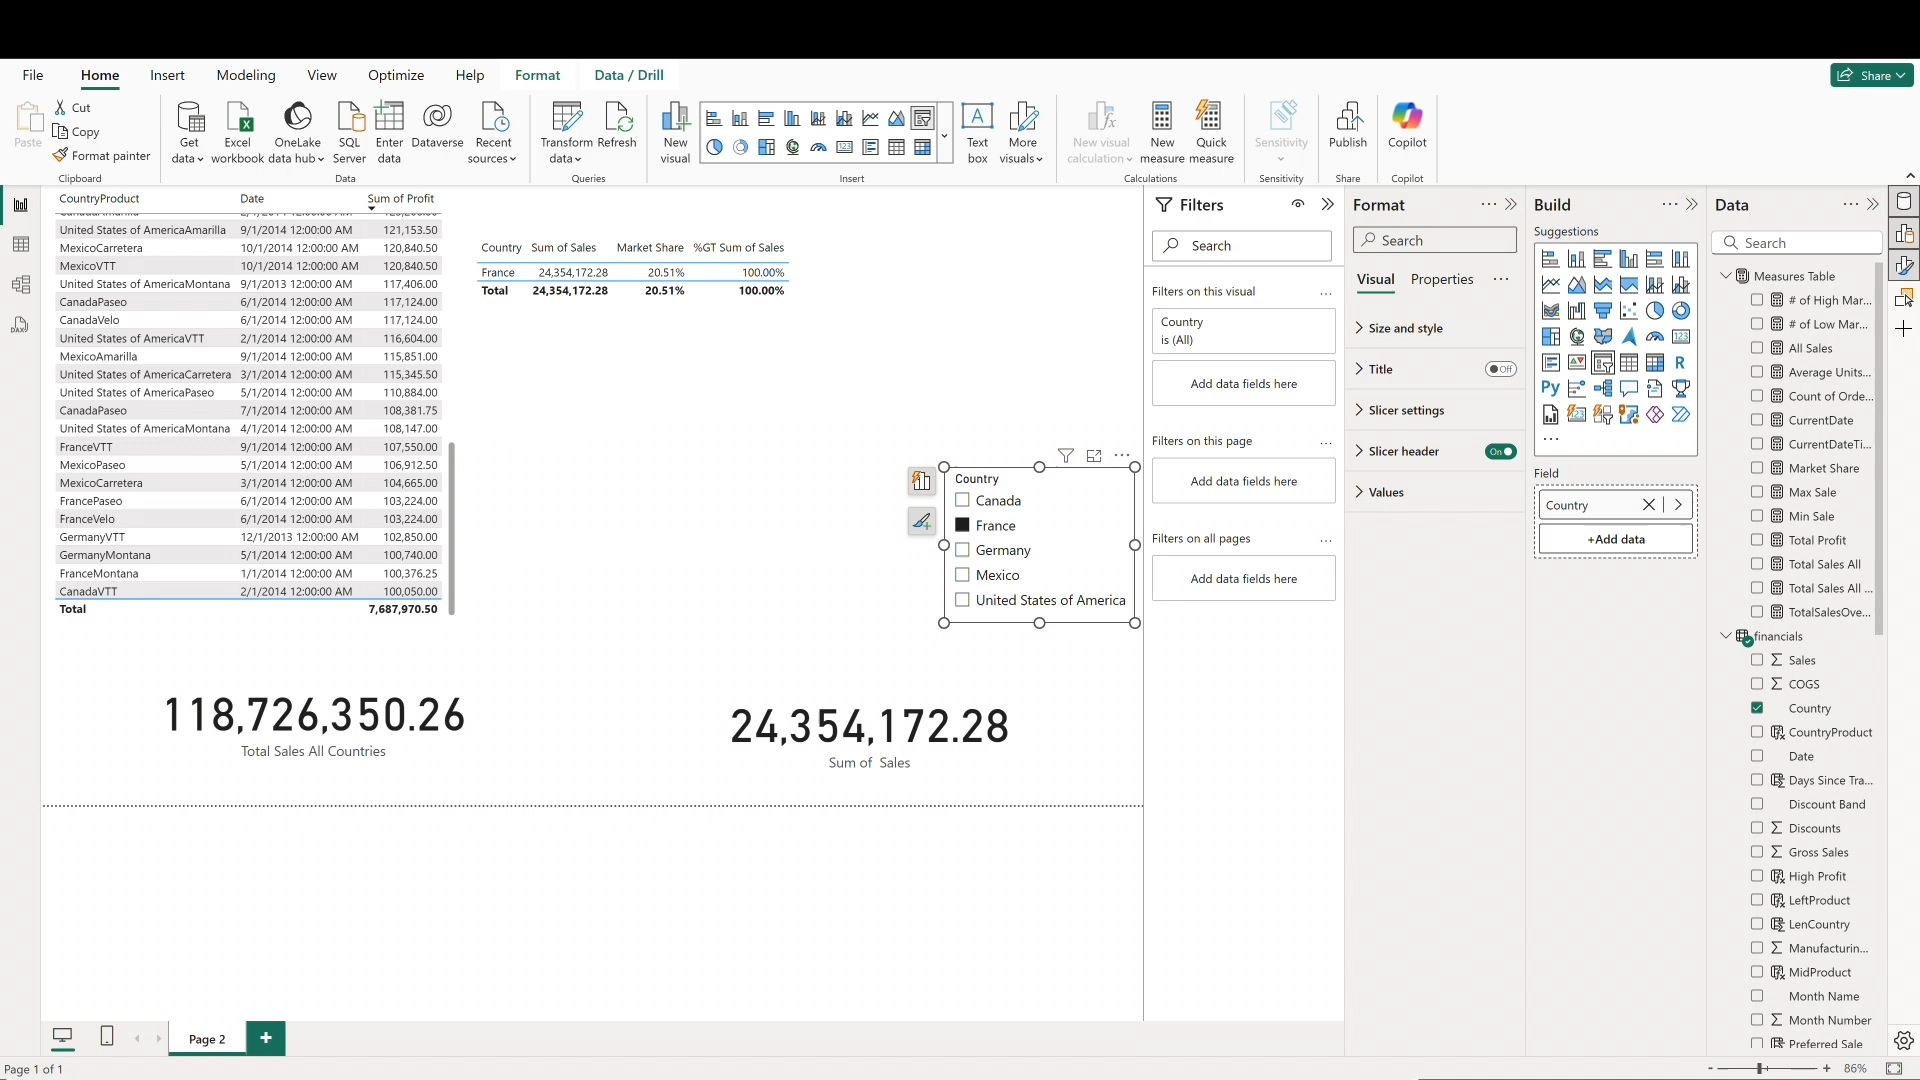 File Home Insert Modeling View Optimize Help Format Data / Drill Share
Paste Cut Copy Format painter Clipboard
Get data Excel workbook OneLake data hub SQL Server Enter data Dataverse Recent sources Data
Transform data Refresh Queries
New visual Text box More visuals Insert
New visual calculation New measure Quick measure Calculations
Sensitivity Sensitivity
Publish Share
Copilot Copilot
CountryProduct Date Sum of Profit
United States of AmericaAmarilla 9/1/2014 12:00:00 AM 121,153.50
MexicoCarretera 10/1/2014 12:00:00 AM 120,840.50
MexicoVTT 10/1/2014 12:00:00 AM 120,840.50
United States of AmericaMontana 9/1/2013 12:00:00 AM 117,406.00
CanadaPaseo 6/1/2014 12:00:00 AM 117,124.00
CanadaVelo 6/1/2014 12:00:00 AM 117,124.00
United States of AmericaVTT 2/1/2014 12:00:00 AM 116,604.00
MexicoAmarilla 9/1/2014 12:00:00 AM 115,851.00
United States of AmericaCarretera 3/1/2014 12:00:00 AM 115,345.50
United States of AmericaPaseo 5/1/2014 12:00:00 AM 110,884.00
CanadaPaseo 7/1/2014 12:00:00 AM 108,381.75
United States of AmericaMontana 4/1/2014 12:00:00 AM 108,147.00
FranceVTT 9/1/2014 12:00:00 AM 107,550.00
MexicoPaseo 5/1/2014 12:00:00 AM 106,912.50
MexicoCarretera 3/1/2014 12:00:00 AM 104,665.00
FrancePaseo 6/1/2014 12:00:00 AM 103,224.00
FranceVelo 6/1/2014 12:00:00 AM 103,224.00
GermanyVTT 12/1/2013 12:00:00 AM 102,850.00
GermanyMontana 5/1/2014 12:00:00 AM 100,740.00
FranceMontana 1/1/2014 12:00:00 AM 100,376.25
CanadaVTT 2/1/2014 12:00:00 AM 100,050.00
Total 7,687,970.50
Country Sum of Sales Market Share %GT Sum of Sales
France 24,354,172.28 20.51% 100.00%
Total 24,354,172.28 20.51% 100.00%
Country
Canada
France
Germany
Mexico
United States of America
118,726,350.26
Total Sales All Countries
24,354,172.28
Sum of Sales
Filters
Search
Filters on this visual ...
Country
is (All)
Add data fields here
Filters on this page ...
Add data fields here
Filters on all pages ...
Add data fields here
Format ...
Search
Visual Properties ...
Size and style
Title Off
Slicer settings
Slicer header On
Values
Build ...
Suggestions
R
Py
...
Field
Country
+Add data
Data ...
Search
Measures Table
# of High Mar...
# of Low Mar...
All Sales
Average Units...
Count of Orde...
CurrentDate
CurrentDateTi...
Market Share
Max Sale
Min Sale
Total Profit
Total Sales All
Total Sales All ...
TotalSalesOve...
financials
Sales
COGS
Country
CountryProduct
Date
Days Since Tra...
Discount Band
Discounts
Gross Sales
High Profit
LeftProduct
LenCountry
Manufacturin...
MidProduct
Month Name
Month Number
Preferred Sale
Page 2 +
Page 1 of 1
- + 86%